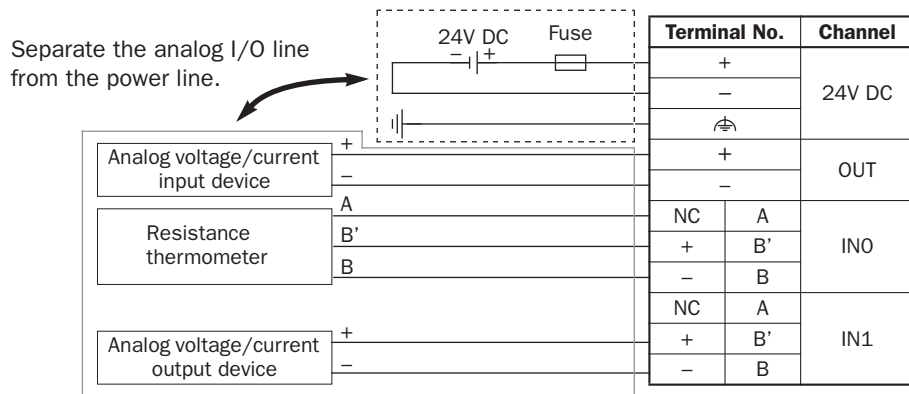 Separate the analog I/O line
from the power line.
24V DC
Fuse
– +
Terminal No. Channel
+
–
24V DC
+
–
OUT
NC A
+ B’
– B
IN0
NC A
+ B’
– B
IN1
Analog voltage/current
input device
+
–
Resistance
thermometer
A
B’
B
Analog voltage/current
output device
+
–